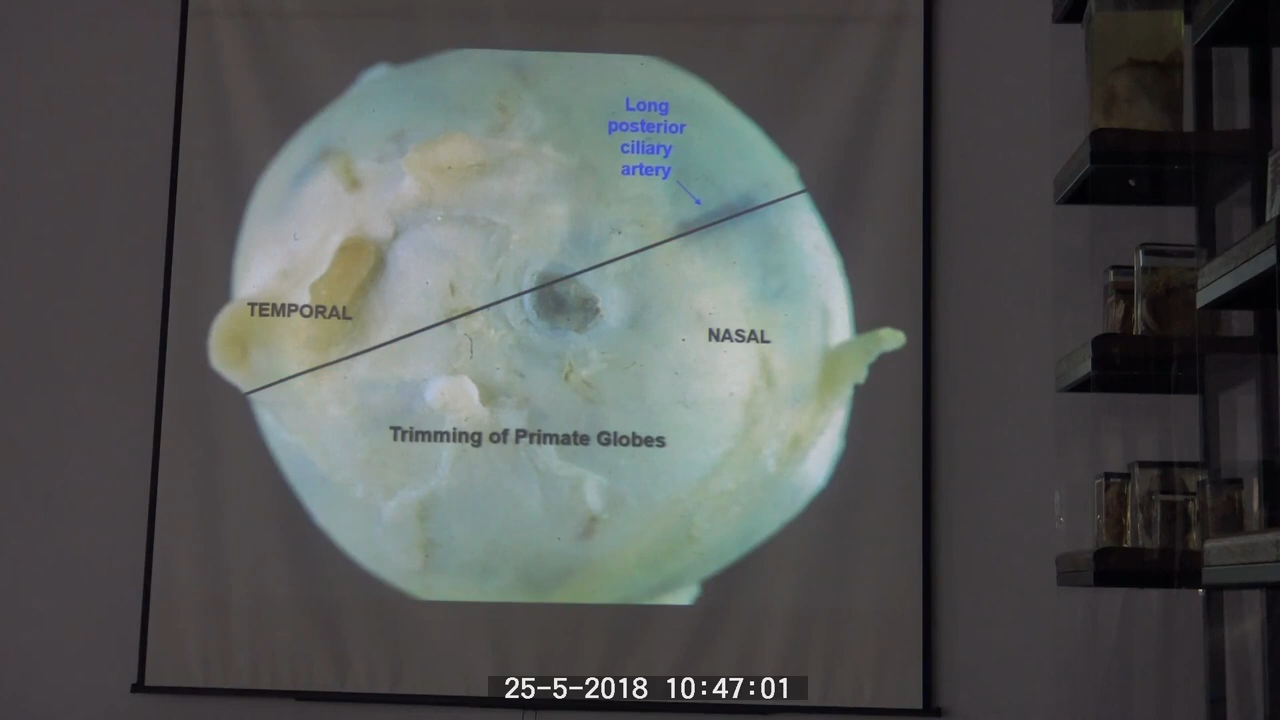 Long
posterior
ciliary
artery
TEMPORAL
NASAL
Trimming of Primate Globes
25-5-2018 10:47:01